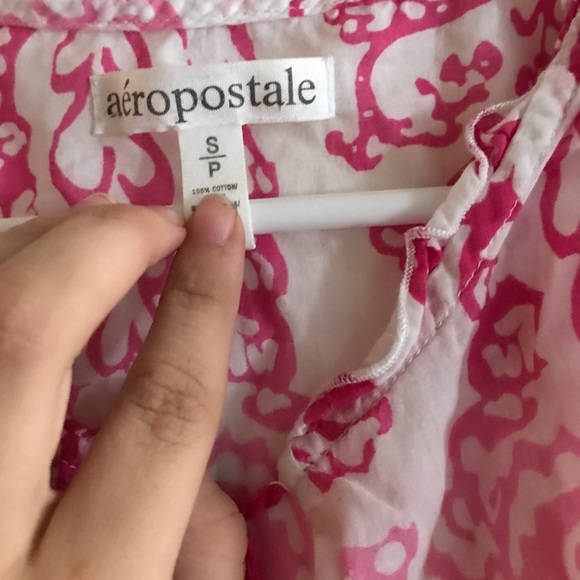 aéropostale
S
P
100% COTTON/